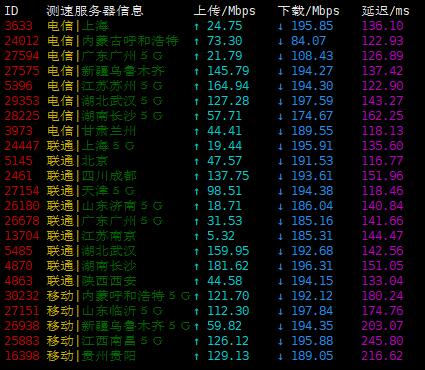 ID 测速服务器信息 上传/Mbps 下载/Mbps 延迟/ms
3633 电信|上海 ↑ 24.75 ↓ 195.85 136.10
24012 电信|内蒙古呼和浩特 ↑ 73.30 ↓ 84.07 122.93
27594 电信|广东广州5G ↑ 21.79 ↓ 108.43 126.89
27575 电信|新疆乌鲁木齐 ↑ 145.79 ↓ 194.27 137.42
5396 电信|江苏苏州5G ↑ 164.94 ↓ 194.30 122.92
29353 电信|湖北武汉5G ↑ 127.28 ↓ 197.59 143.27
28225 电信|湖南长沙5G ↑ 57.71 ↓ 174.67 162.25
3973 电信|甘肃兰州 ↑ 44.41 ↓ 189.55 118.13
24447 联通|上海5G ↑ 19.44 ↓ 195.91 135.60
5145 联通|北京 ↑ 47.57 ↓ 191.53 116.77
2461 联通|四川成都 ↑ 137.75 ↓ 193.61 151.96
27154 联通|天津5G ↑ 98.51 ↓ 194.38 118.46
26180 联通|山东济南5G ↑ 18.71 ↓ 186.04 140.84
26678 联通|广东广州5G ↑ 31.53 ↓ 185.16 141.66
13704 联通|江苏南京 ↑ 5.32 ↓ 185.31 144.47
5485 联通|湖北武汉 ↑ 159.95 ↓ 192.68 142.56
4870 联通|湖南长沙 ↑ 181.62 ↓ 196.31 151.05
4863 联通|陕西西安 ↑ 44.58 ↓ 194.15 133.04
30232 移动|内蒙呼和浩特5G ↑ 121.70 ↓ 192.12 180.24
27151 移动|山东临沂5G ↑ 112.30 ↓ 197.84 174.76
26938 移动|新疆乌鲁木齐5G ↑ 59.82 ↓ 194.35 203.07
25883 移动|江西南昌5G ↑ 126.12 ↓ 195.88 245.80
16398 移动|贵州贵阳 ↑ 129.13 ↓ 189.05 216.62